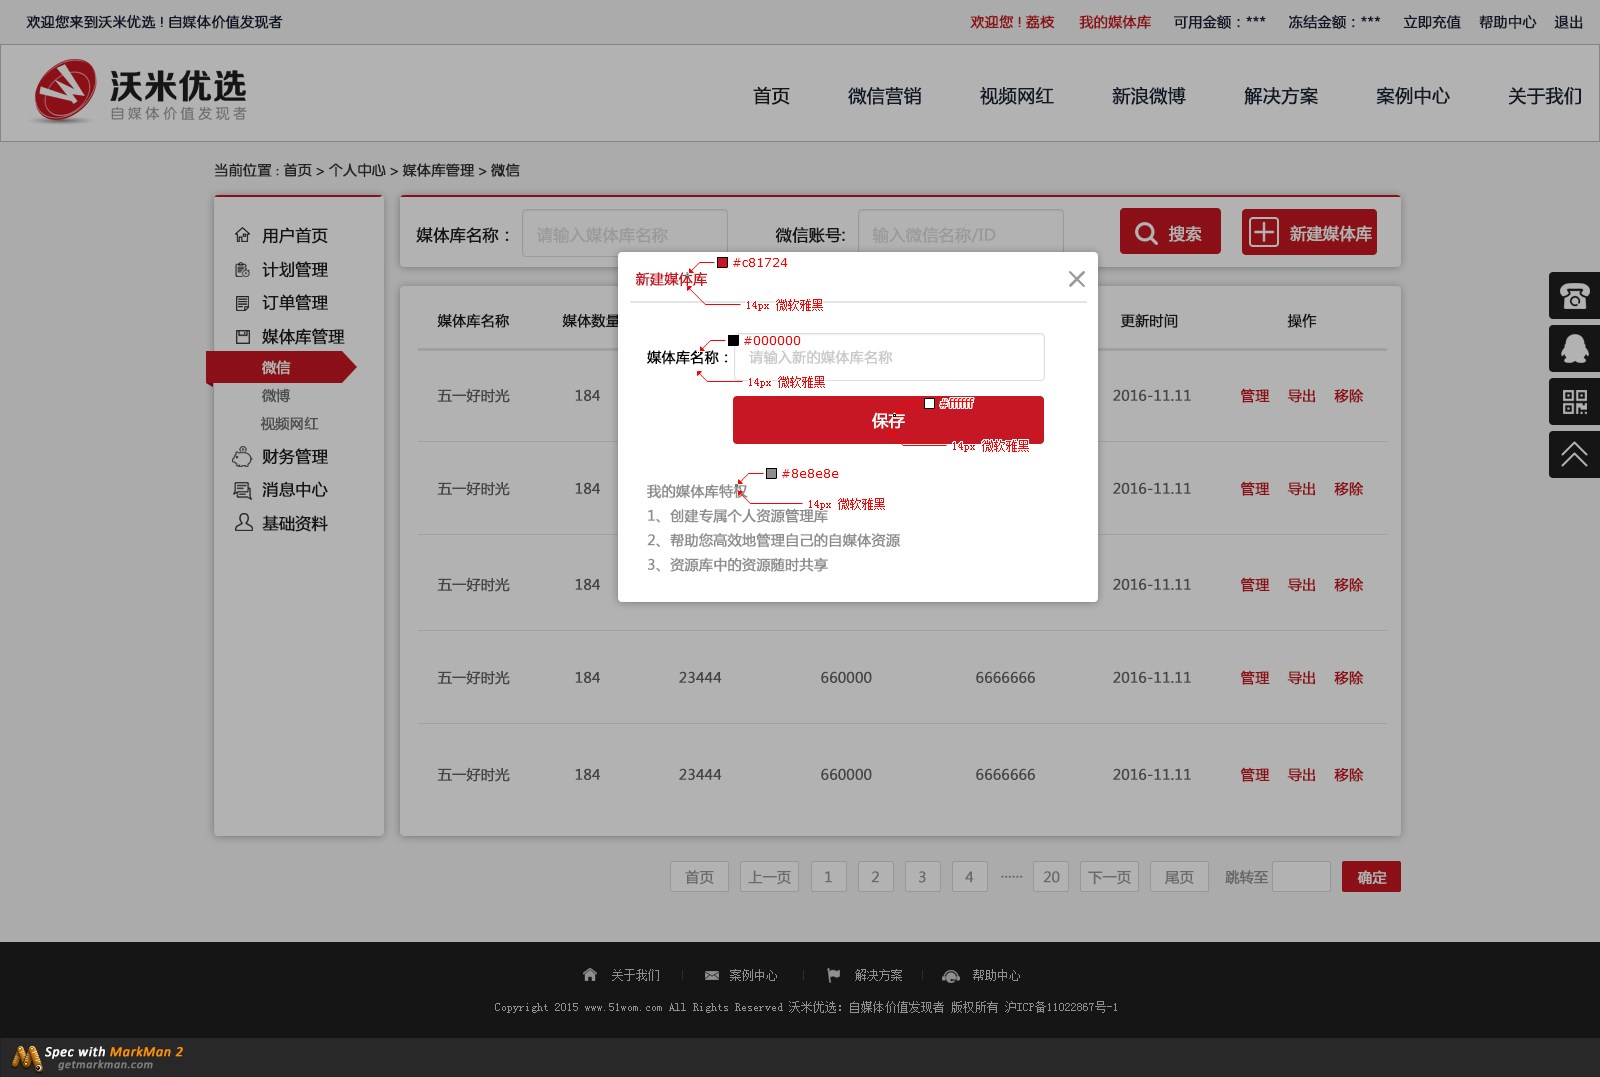 欢迎您来到沃米优选！自媒体价值发现者
欢迎您！荔枝 我的媒体库 可用金额：*** 冻结金额：*** 立即充值 帮助中心 退出
沃米优选
自媒体价值发现者
首页 微信营销 视频网红 新浪微博 解决方案 案例中心 关于我们
当前位置 : 首页 > 个人中心 > 媒体库管理 > 微信
用户首页
计划管理
订单管理
媒体库管理
微信
微博
视频网红
财务管理
消息中心
基础资料
媒体库名称： 请输入媒体库名称 微信账号: 输入微信名称/ID 搜索 新建媒体库
媒体库名称 媒体数量 更新时间 操作
五一好时光 184 2016-11.11 管理 导出 移除
五一好时光 184 2016-11.11 管理 导出 移除
五一好时光 184 2016-11.11 管理 导出 移除
五一好时光 184 23444 660000 6666666 2016-11.11 管理 导出 移除
五一好时光 184 23444 660000 6666666 2016-11.11 管理 导出 移除
新建媒体库
#c81724
14px 微软雅黑
#000000
媒体库名称： 请输入新的媒体库名称
14px 微软雅黑
#ffffff
保存
14px 微软雅黑
#8e8e8e
我的媒体库特权
14px 微软雅黑
1、创建专属个人资源管理库
2、帮助您高效地管理自己的自媒体资源
3、资源库中的资源随时共享
首页 上一页 1 2 3 4 ······ 20 下一页 尾页 跳转至 确定
关于我们 | 案例中心 | 解决方案 | 帮助中心
Copyright 2015 www.51wom.com All Rights Reserved 沃米优选：自媒体价值发现者 版权所有 沪ICP备11022867号-1
Spec with MarkMan 2
getmarkman.com